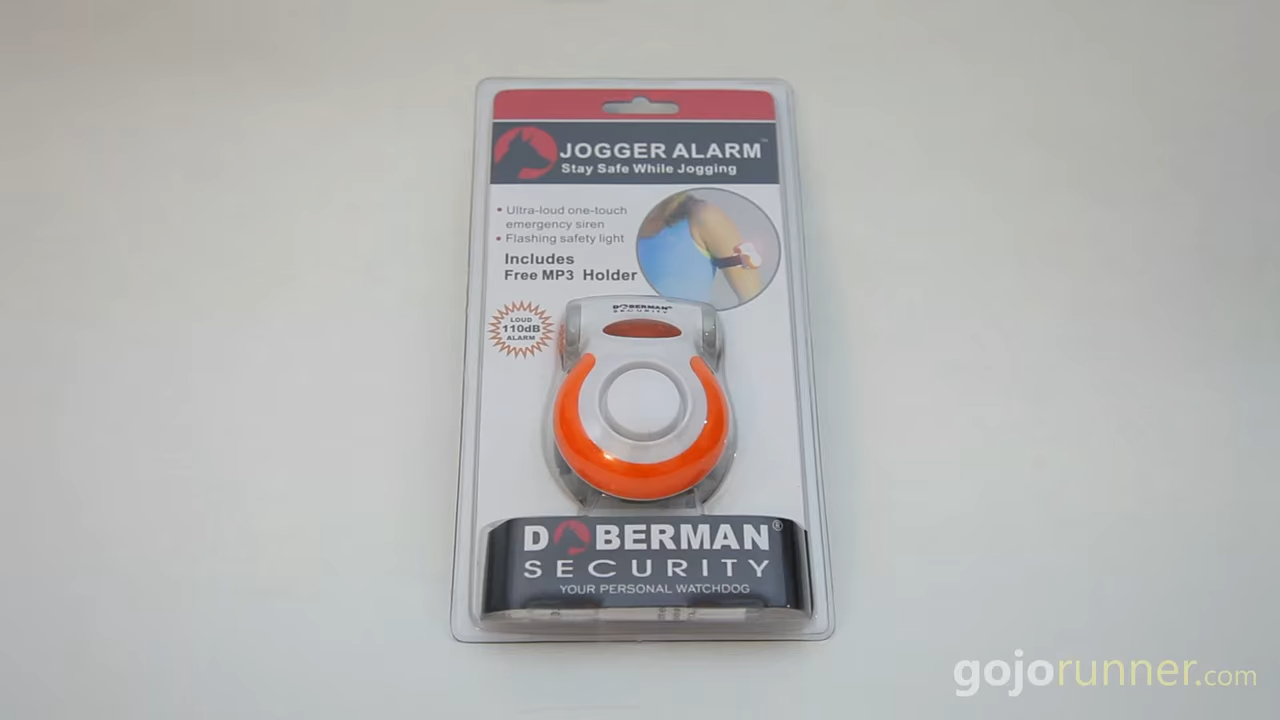 JOGGER ALARM™
Stay Safe While Jogging
• Ultra-loud one-touch
emergency siren
• Flashing safety light
Includes
Free MP3 Holder
LOUD
110dB
ALARM
DOBERMAN
SECURITY
DOBERMAN®
SECURITY
YOUR PERSONAL WATCHDOG
gojorunner.com